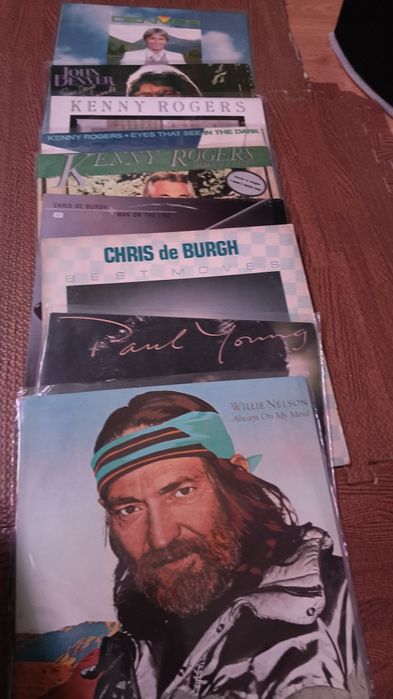 DENVER
JOHN
DENVER
KENNY ROGERS
KENNY ROGERS • EYES THAT SEE IN THE DARK
KENNY ROGERS
CHRIS DE BURGH
MAN ON THE LINE
CHRIS de BURGH
BEST MOVES
Paul Young
WILLIE NELSON
Always On My Mind